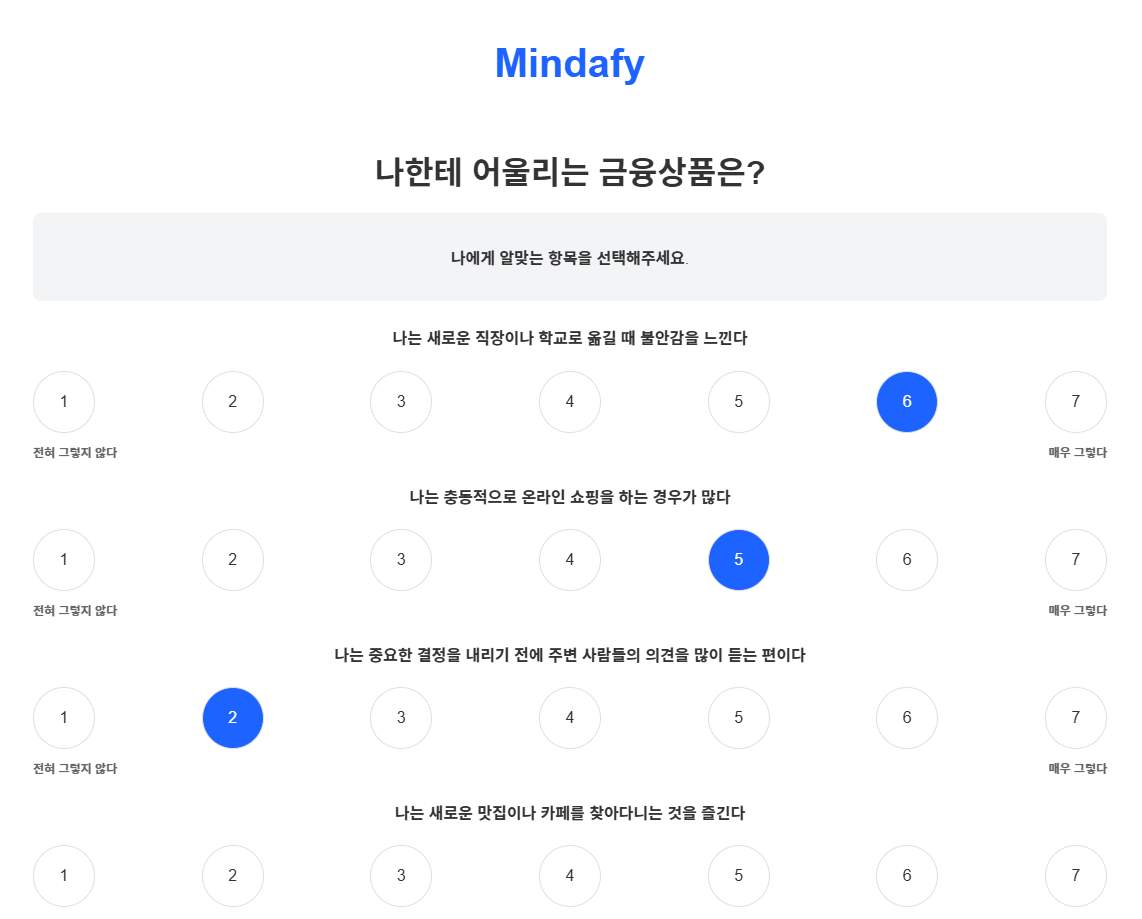 Mindafy
나한테 어울리는 금융상품은?
나에게 알맞는 항목을 선택해주세요.
나는 새로운 직장이나 학교로 옮길 때 불안감을 느낀다
1 2 3 4 5 6 7
전혀 그렇지 않다 매우 그렇다
나는 충동적으로 온라인 쇼핑을 하는 경우가 많다
1 2 3 4 5 6 7
전혀 그렇지 않다 매우 그렇다
나는 중요한 결정을 내리기 전에 주변 사람들의 의견을 많이 듣는 편이다
1 2 3 4 5 6 7
전혀 그렇지 않다 매우 그렇다
나는 새로운 맛집이나 카페를 찾아다니는 것을 즐긴다
1 2 3 4 5 6 7